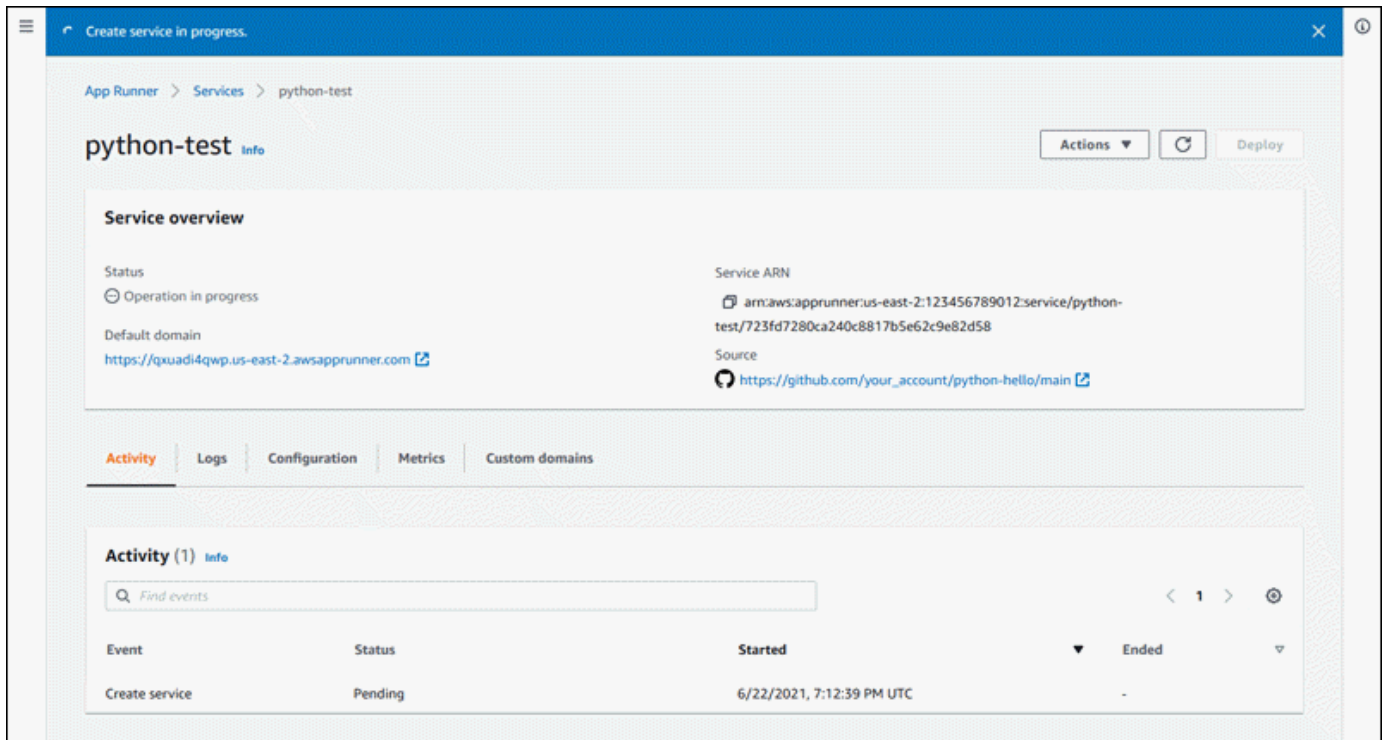 Create service in progress.
App Runner > Services > python-test
python-test Info
Actions
Deploy
Service overview
Status
Operation in progress
Default domain
https://qxuadi4qwp.us-east-2.awsapprunner.com
Service ARN
arn:aws:apprunner:us-east-2:123456789012:service/python-
test/723fd7280ca240c8817b5e62c9e82d58
Source
https://github.com/your_account/python-hello/main
Activity Logs Configuration Metrics Custom domains
Activity (1) Info
Find events
< 1 >
Event Status Started Ended
Create service Pending 6/22/2021, 7:12:39 PM UTC -